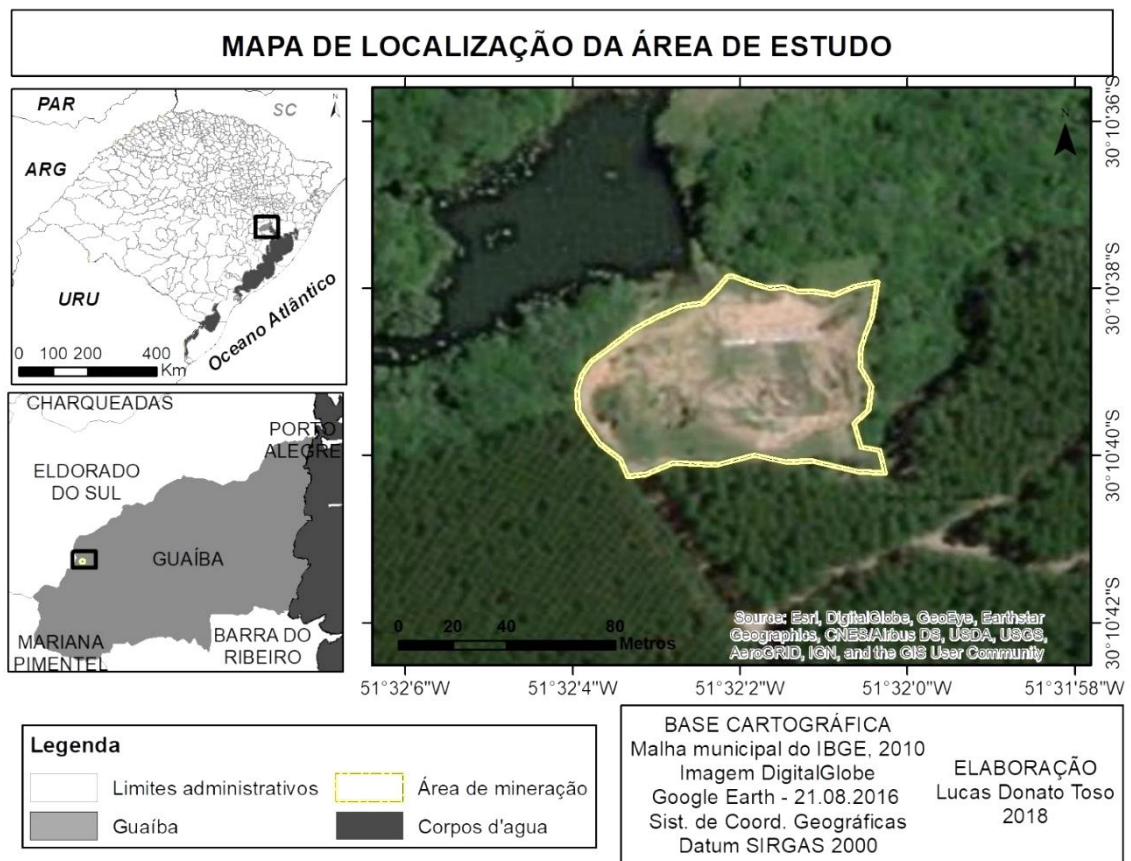 MAPA DE LOCALIZAÇÃO DA ÁREA DE ESTUDO
PAR
SC
N
ARG
URU
Oceano Atlântico
0 100 200 400
Km
CHARQUEADAS
PORTO
ALEGRE
ELDORADO
DO SUL
GUAÍBA
MARIANA
PIMENTEL
BARRA DO
RIBEIRO
N
30°10'36"S
30°10'38"S
30°10'40"S
30°10'42"S
0 20 40 80
Metros
Source: Esri, DigitalGlobe, GeoEye, Earthstar
Geographics, CNES/Airbus DS, USDA, USGS,
AeroGRID, IGN, and the GIS User Community
51°32'6"W 51°32'4"W 51°32'2"W 51°32'0"W 51°31'58"W
Legenda
Limites administrativos
Área de mineração
Guaíba
Corpos d'agua
BASE CARTOGRÁFICA
Malha municipal do IBGE, 2010
Imagem DigitalGlobe
Google Earth - 21.08.2016
Sist. de Coord. Geográficas
Datum SIRGAS 2000
ELABORAÇÃO
Lucas Donato Toso
2018